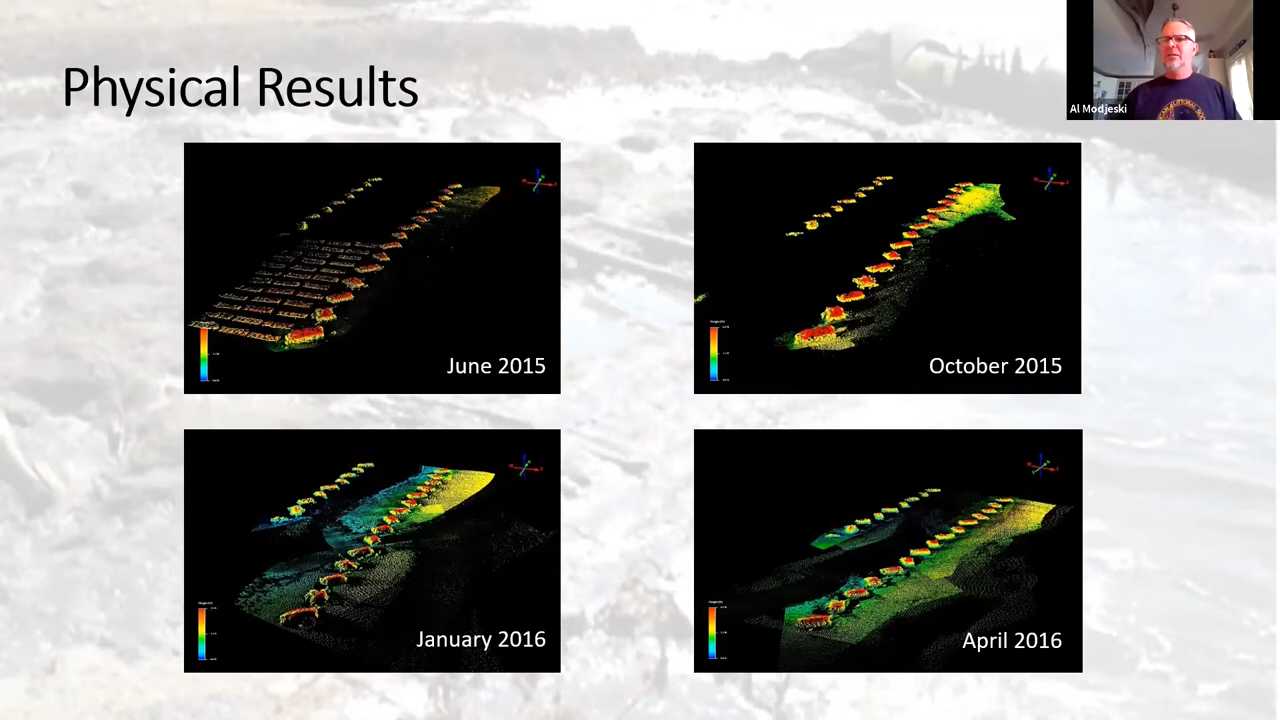 Physical Results
Al Modjeski
June 2015
October 2015
January 2016
April 2016